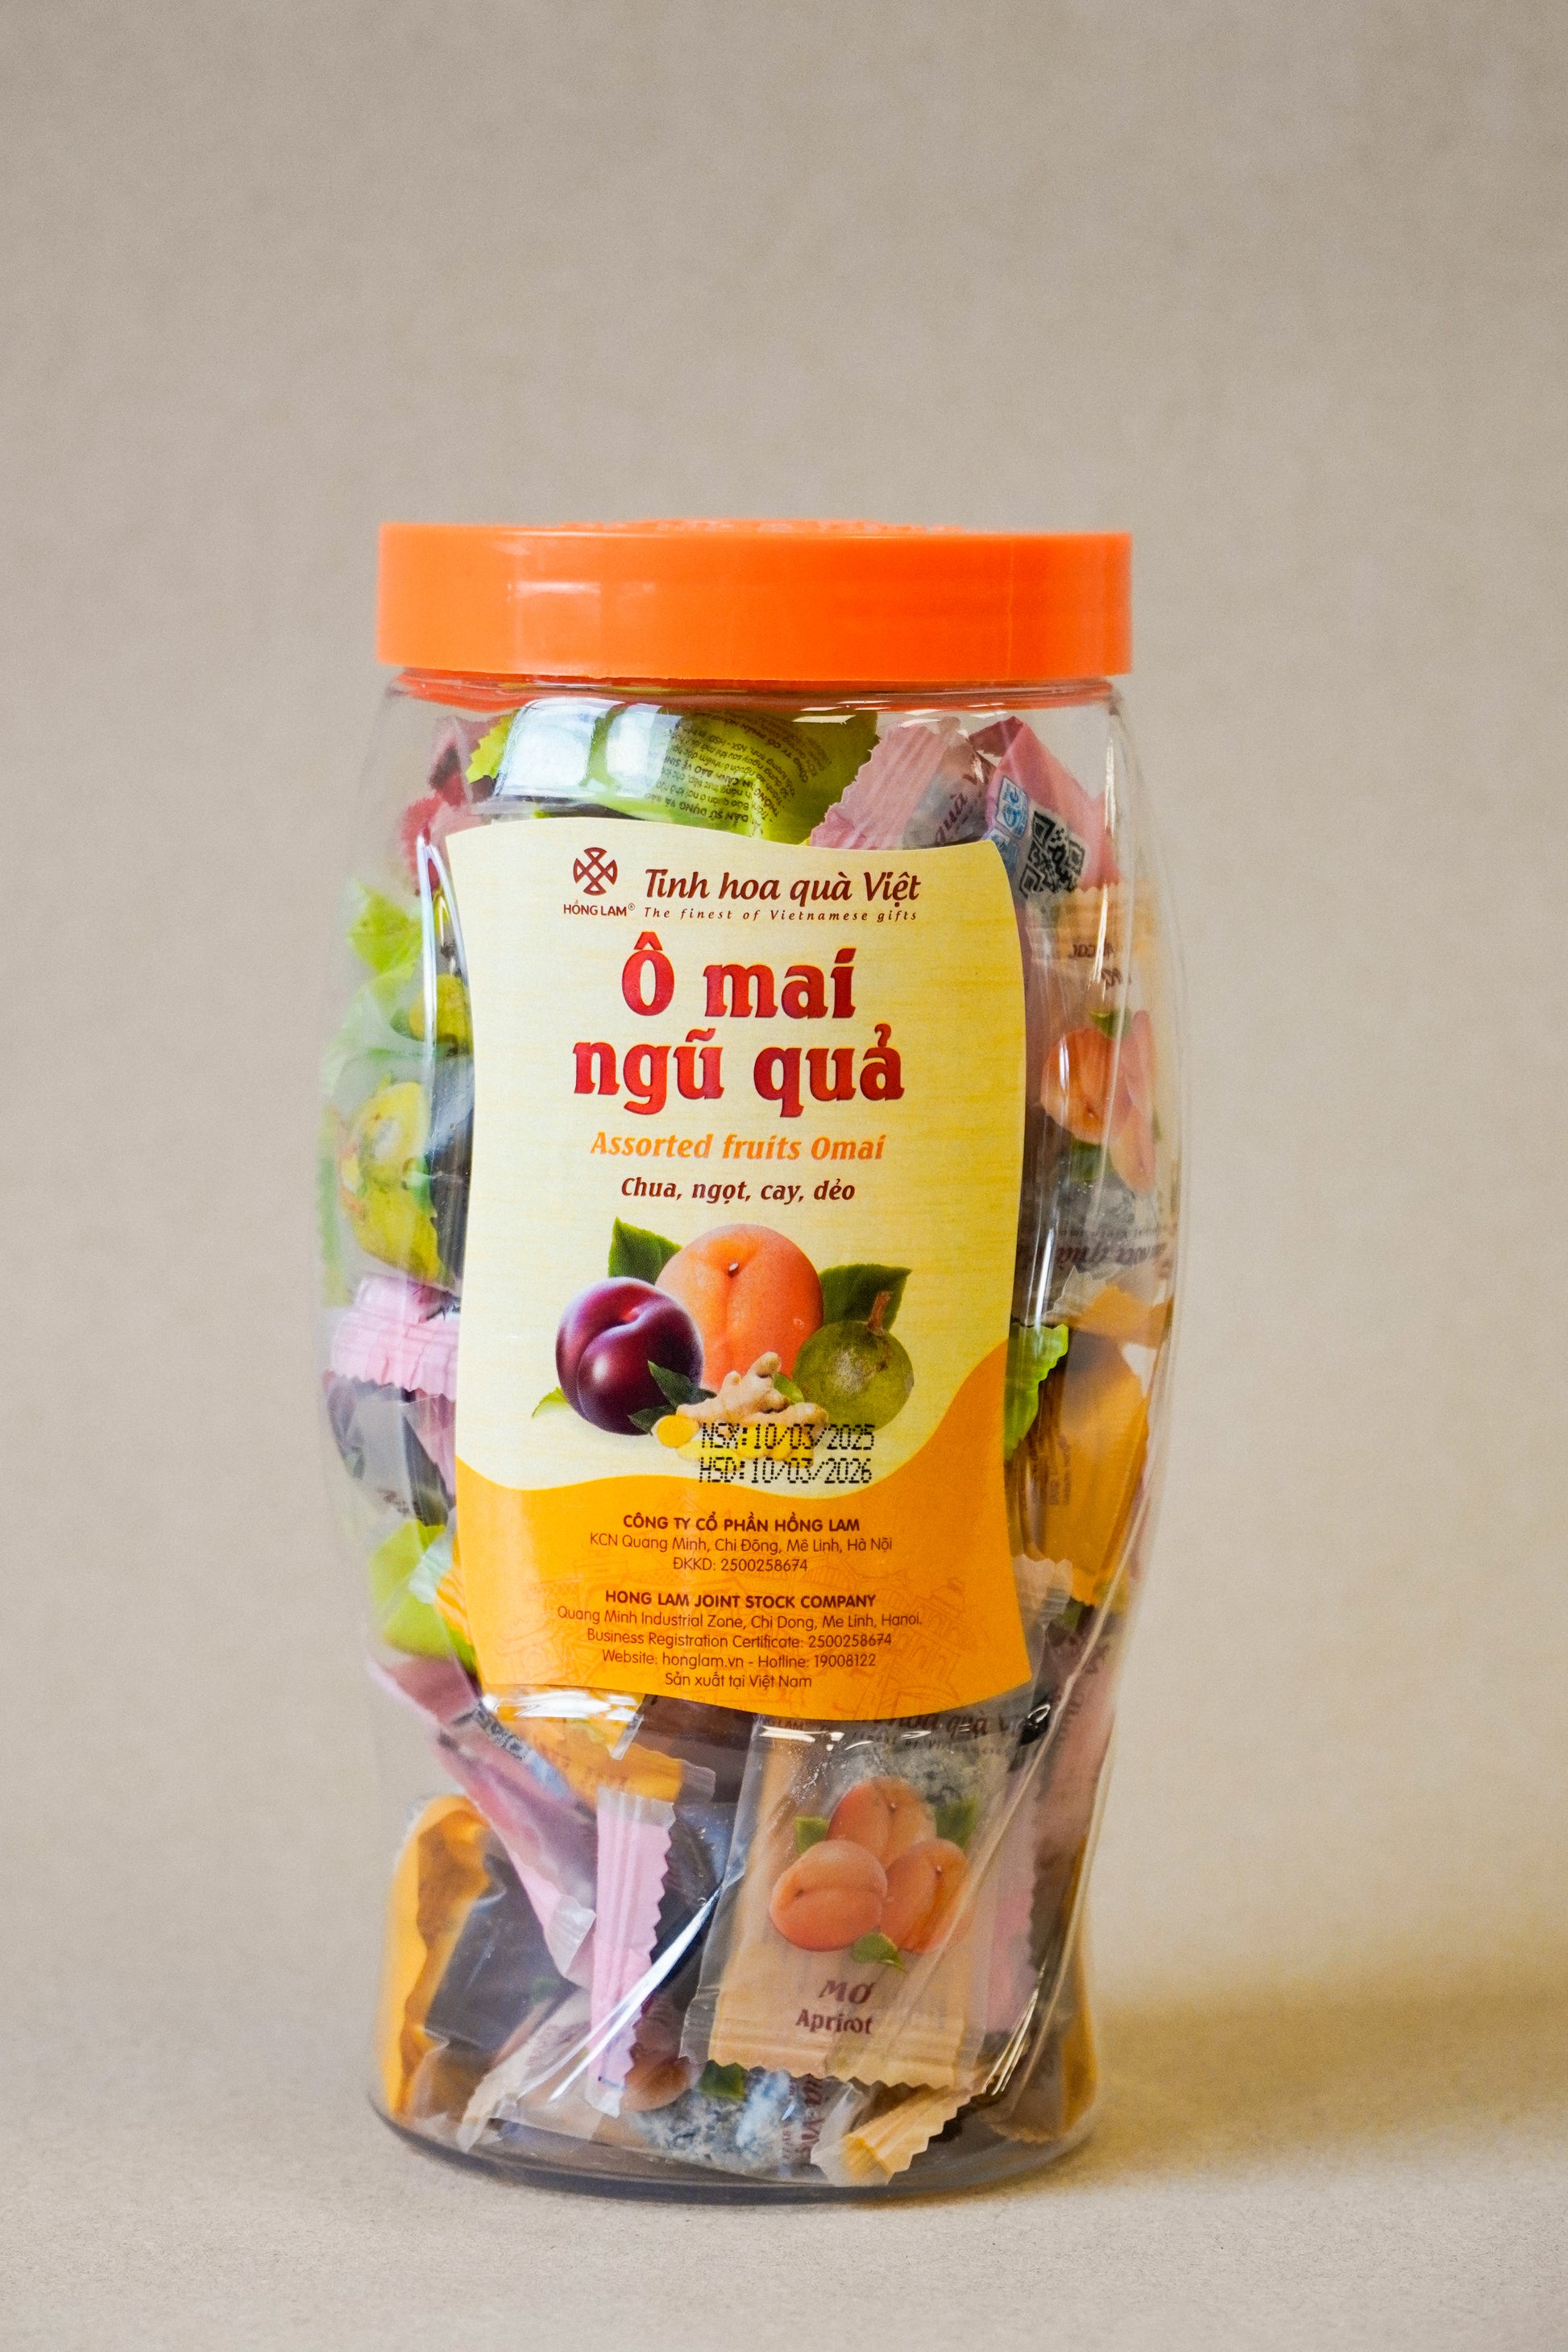 Tinh hoa quà Việt
HỒNG LAM® The finest of Vietnamese gifts
Ô mai
ngũ quả
Assorted fruits Omai
Chua, ngọt, cay, dẻo
NSX:10/03/2025
HSD:10/03/2026
CÔNG TY CỔ PHẦN HỒNG LAM
KCN Quang Minh, Chi Đông, Mê Linh, Hà Nội
ĐKKD: 2500258674
HONG LAM JOINT STOCK COMPANY
Quang Minh Industrial Zone, Chi Dong, Me Linh, Hanoi.
Business Registration Certificate: 2500258674
Website: honglam.vn - Hotline: 19008122
Sản xuất tại Việt Nam
Mơ
Apricot